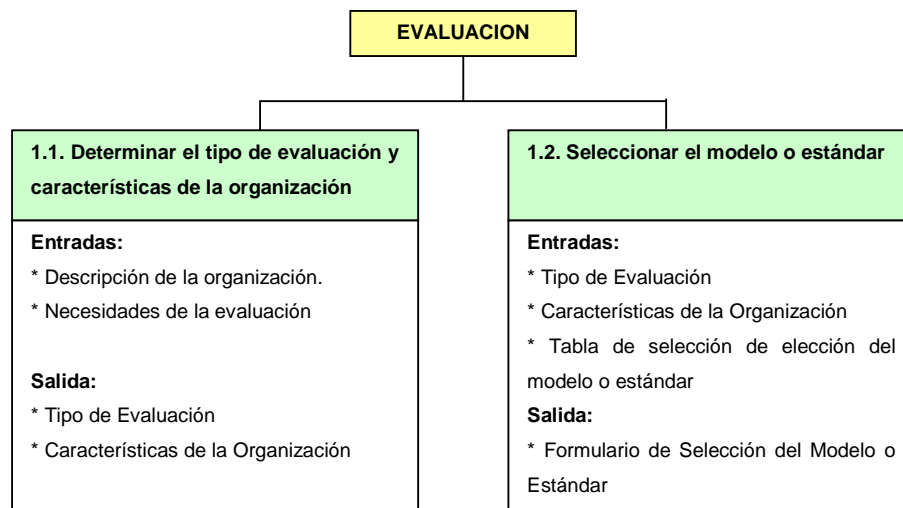 EVALUACION
1.1. Determinar el tipo de evaluación y
características de la organización
Entradas:
* Descripción de la organización.
* Necesidades de la evaluación
Salida:
* Tipo de Evaluación
* Características de la Organización
1.2. Seleccionar el modelo o estándar
Entradas:
* Tipo de Evaluación
* Características de la Organización
* Tabla de selección de elección del
modelo o estándar
Salida:
* Formulario de Selección del Modelo o
Estándar